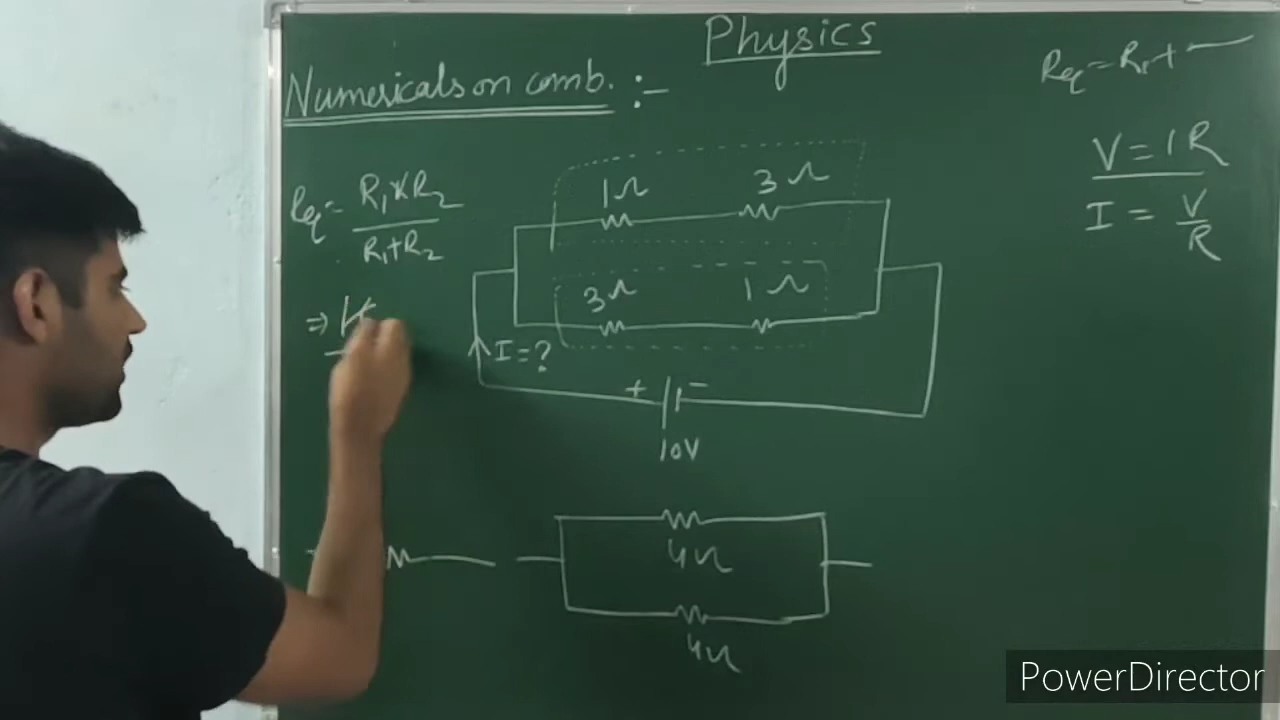 Physics
Numericals on comb. :-
Req = R1 + —
V = IR
I = V/R
Req = R1 x R2 / R1 + R2
1Ω 3Ω
3Ω 1Ω
I = ?
+ -
10V
4Ω
4Ω
PowerDirector